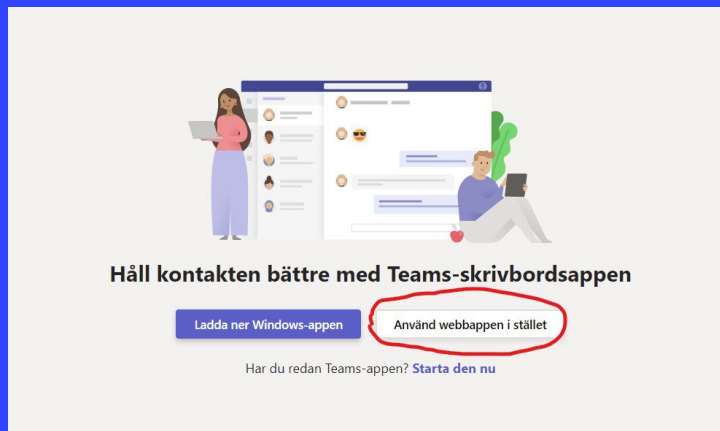 Håll kontakten bättre med Teams-skrivbordsappen
Ladda ner Windows-appen
Använd webbappen i stället
Har du redan Teams-appen? Starta den nu